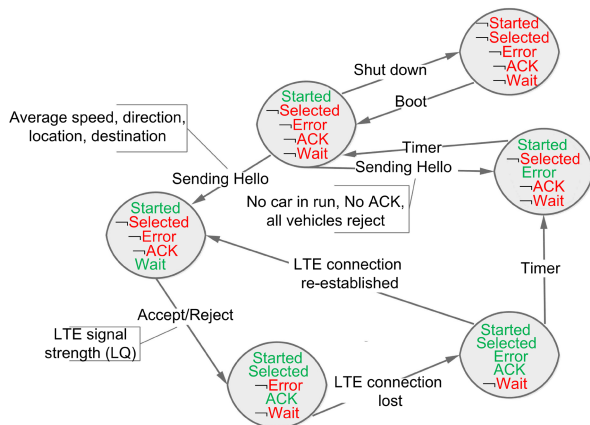 ¬Started
¬Selected
¬Error
¬ACK
¬Wait
Shut down
Boot
Started
¬Selected
¬Error
¬ACK
¬Wait
Average speed, direction,
location, destination
Timer
Sending Hello
Started
¬Selected
Error
¬ACK
¬Wait
Sending Hello
No car in run, No ACK,
all vehicles reject
Started
¬Selected
¬Error
¬ACK
Wait
LTE connection
re-established
Timer
Accept/Reject
LTE signal
strength (LQ)
Started
Selected
Error
ACK
¬Wait
Started
Selected
¬Error
ACK
¬Wait
LTE connection
lost